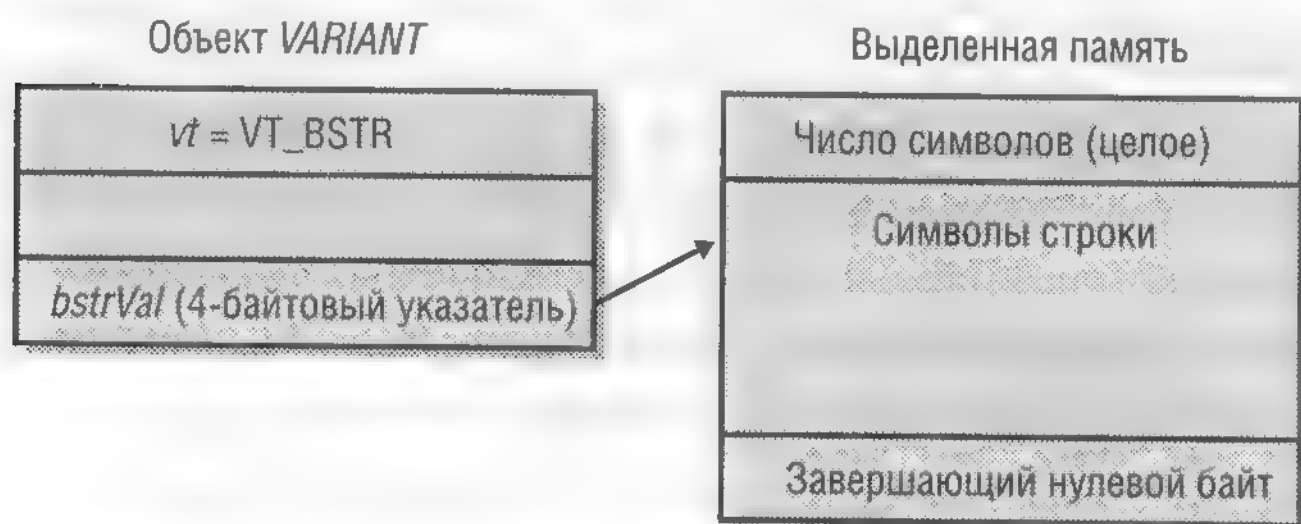 Объект VARIANT
vt = VT_BSTR
bstrVal (4-байтовый указатель)
Выделенная память
Число символов (целое)
Символы строки
Завершающий нулевой байт